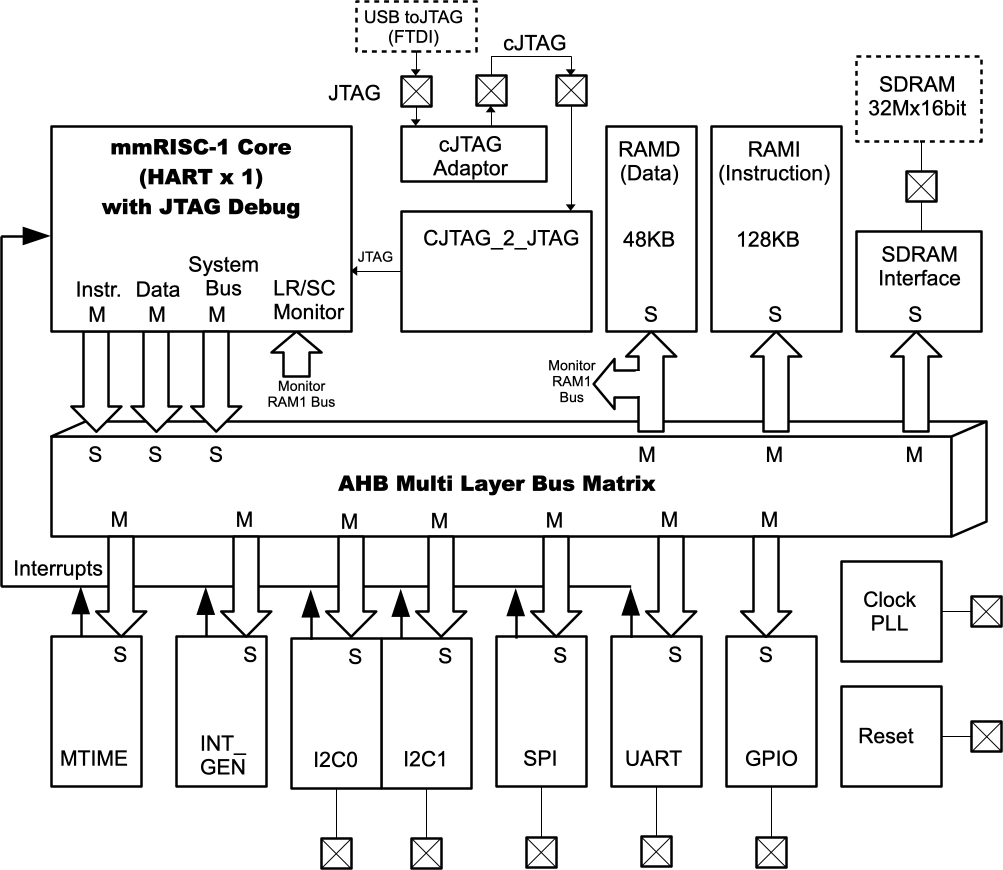 USB toJTAG
(FTDI)
cJTAG
JTAG
SDRAM
32Mx16bit
mmRISC-1 Core
(HART x 1)
with JTAG Debug
cJTAG
Adaptor
RAMD
(Data)
48KB
RAMI
(Instruction)
128KB
CJTAG_2_JTAG
JTAG
SDRAM
Interface
System
Instr. Data Bus LR/SC
M M M Monitor
S S S
Monitor
RAM1 Bus
Monitor
RAM1
Bus
S S S M M M
AHB Multi Layer Bus Matrix
M M M M M M M
Interrupts
Clock
PLL
S S S S S S S
Reset
MTIME
INT_
GEN
I2C0
I2C1
SPI
UART
GPIO